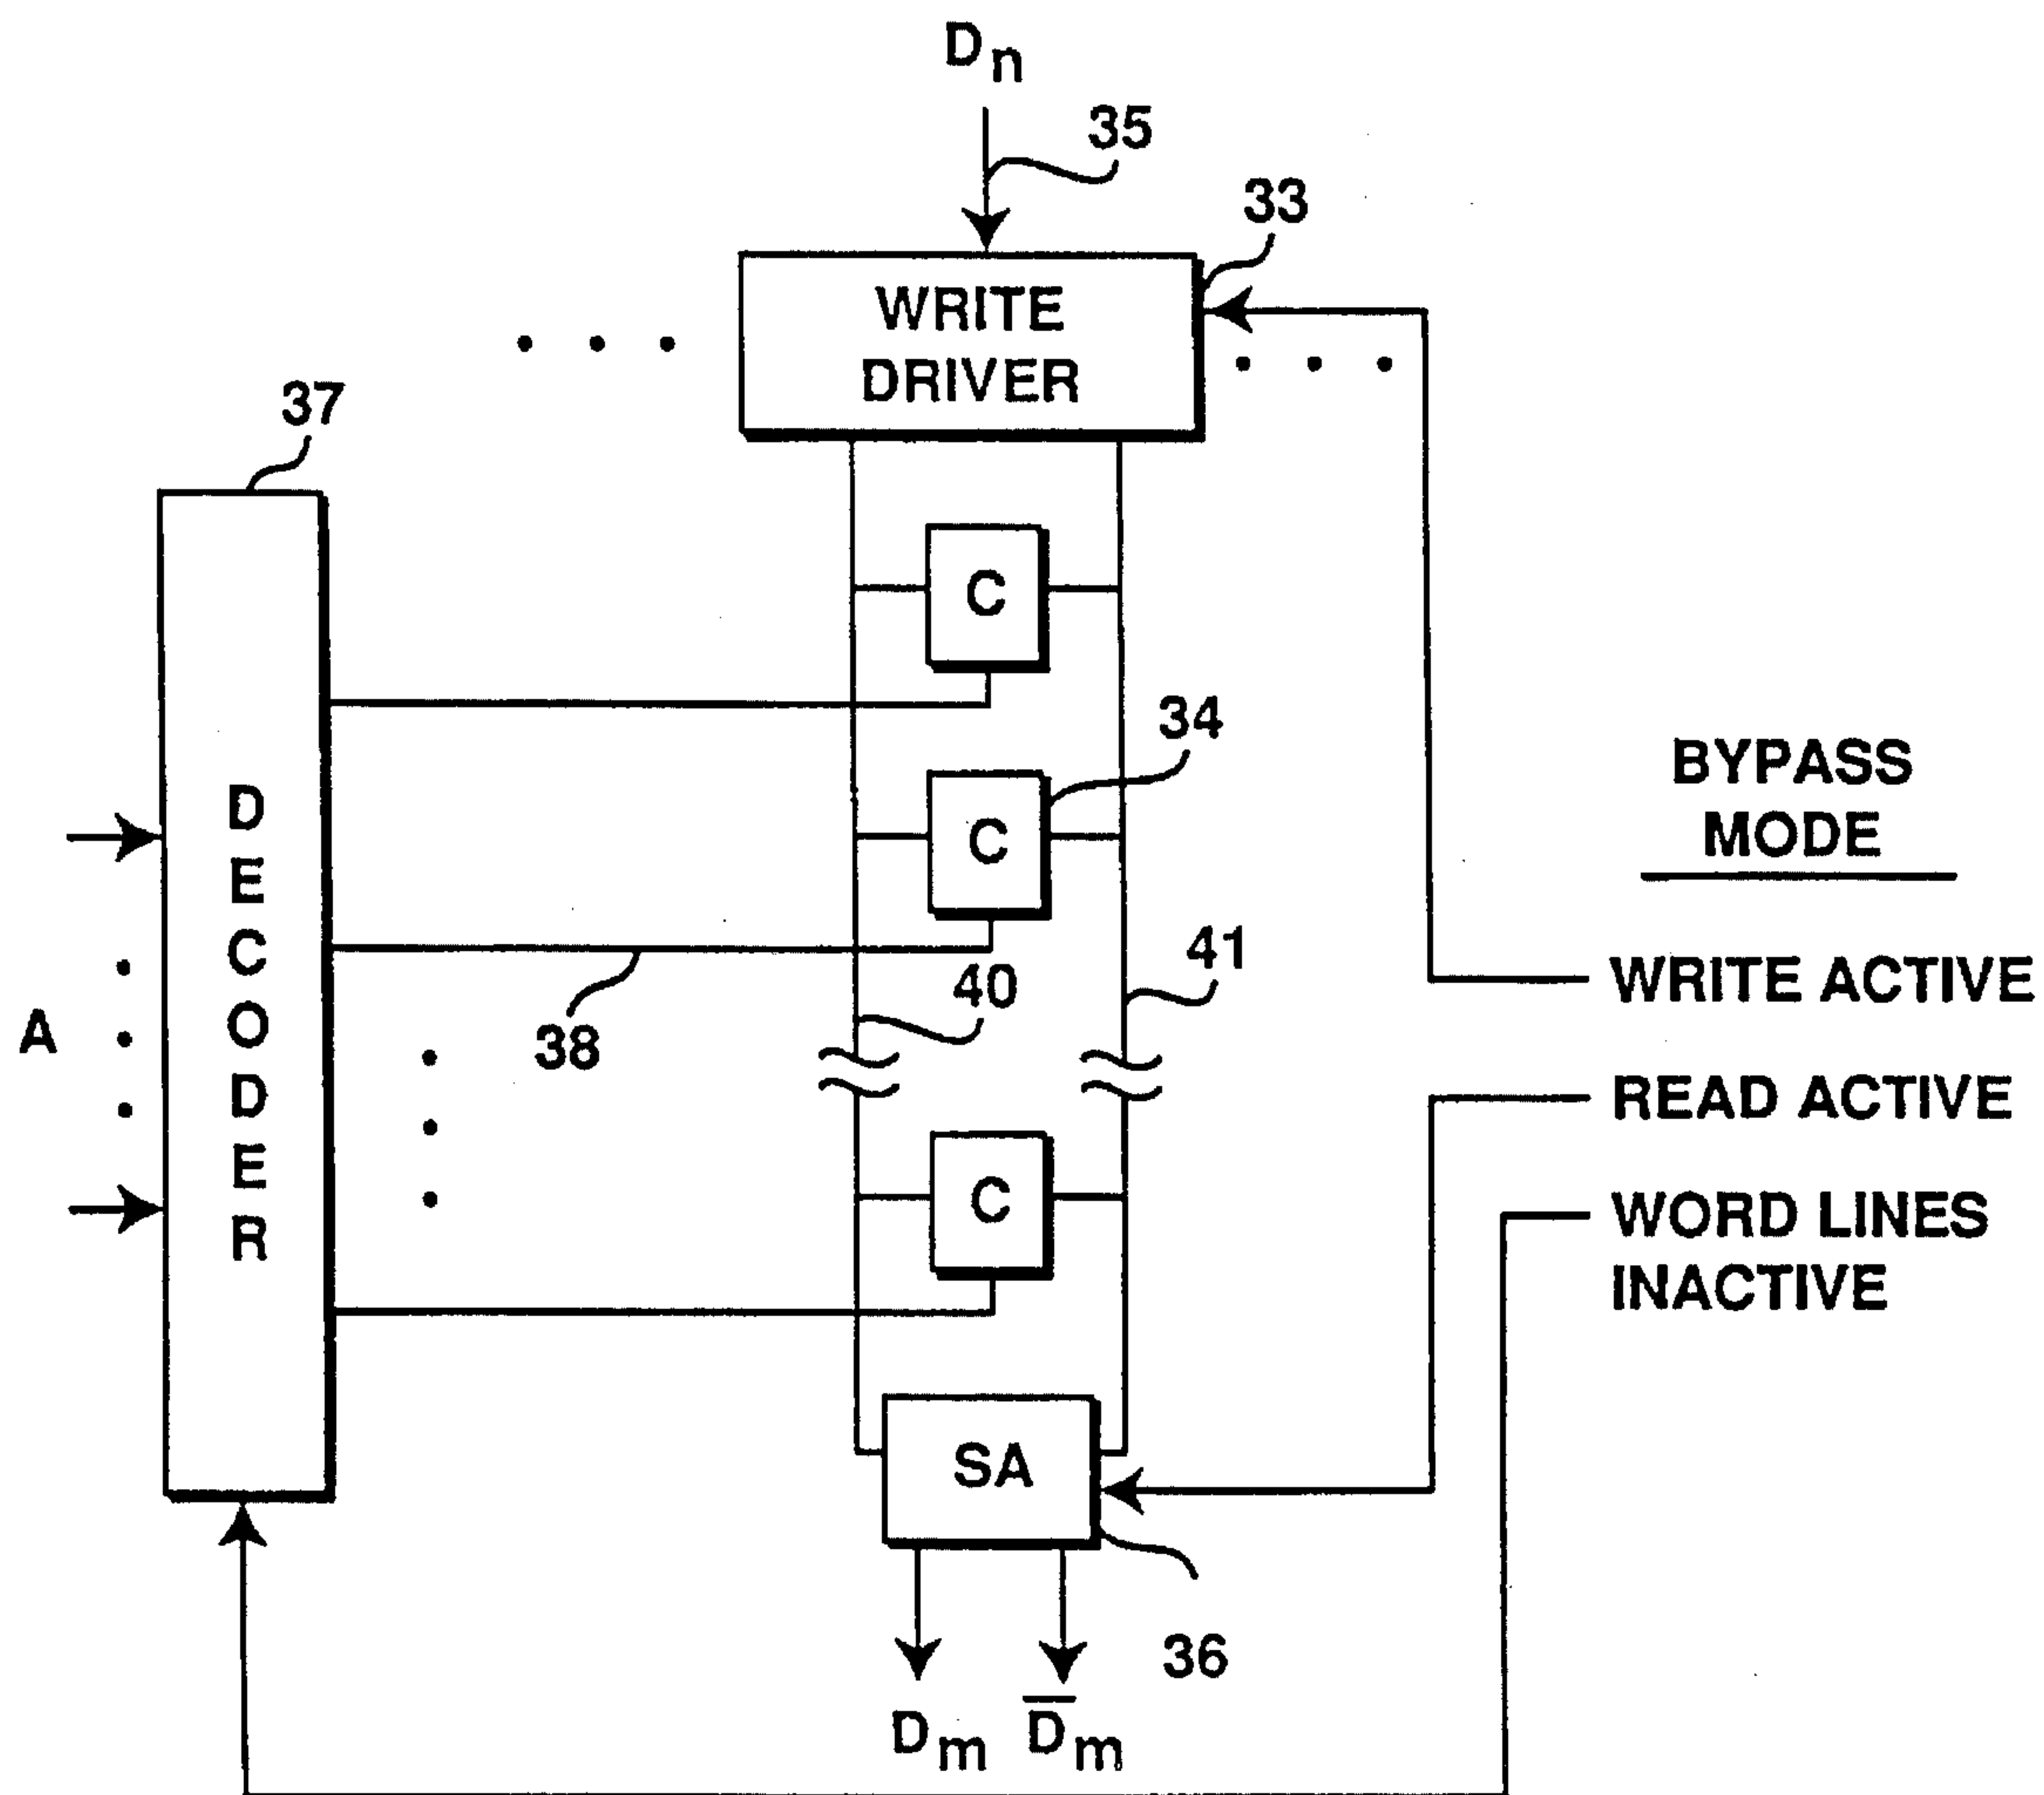 Dn
35
33
WRITE
DRIVER
37
C
34
C
BYPASS
MODE
DECODER
41
WRITE ACTIVE
40
A
38
READ ACTIVE
C
WORD LINES
INACTIVE
SA
36
Dm D̅m